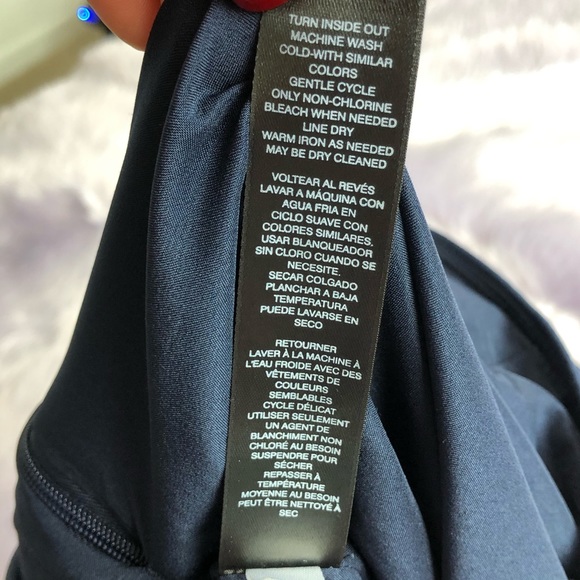 TURN INSIDE OUT
MACHINE WASH
COLD-WITH SIMILAR
COLORS
GENTLE CYCLE
ONLY NON-CHLORINE
BLEACH WHEN NEEDED
LINE DRY
WARM IRON AS NEEDED
MAY BE DRY CLEANED
VOLTEAR AL REVÉS
LAVAR A MÁQUINA CON
AGUA FRIA EN
CICLO SUAVE CON
COLORES SIMILARES.
USAR BLANQUEADOR
SIN CLORO CUANDO SE
NECESITE.
SECAR COLGADO
PLANCHAR A BAJA
TEMPERATURA
PUEDE LAVARSE EN
SECO
RETOURNER
LAVER À LA MACHINE À
L'EAU FROIDE AVEC DES
VÊTEMENTS DE
COULEURS
SEMBLABLES
CYCLE DÉLICAT
UTILISER SEULEMENT
UN AGENT DE
BLANCHIMENT NON
CHLORÉ AU BESOIN
SUSPENDRE POUR
SÉCHER
REPASSER À
TEMPÉRATURE
MOYENNE AU BESOIN
PEUT ÊTRE NETTOYÉ À
SEC